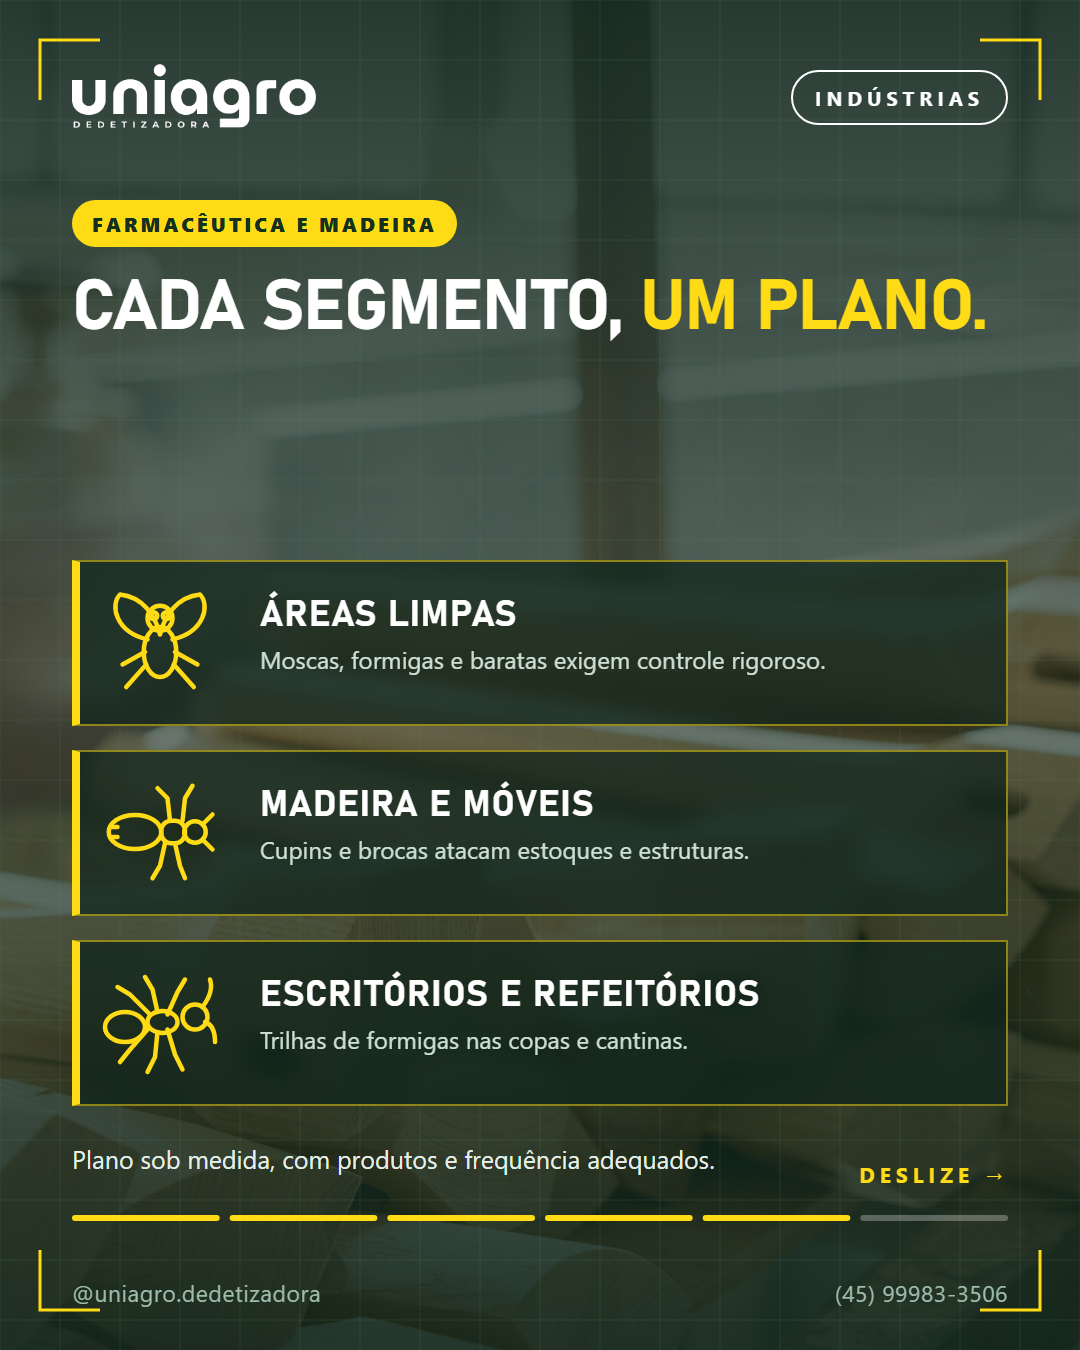 uniagro
DEDETIZADORA
INDÚSTRIAS
FARMACÊUTICA E MADEIRA
CADA SEGMENTO, UM PLANO.
ÁREAS LIMPAS
Moscas, formigas e baratas exigem controle rigoroso.
MADEIRA E MÓVEIS
Cupins e brocas atacam estoques e estruturas.
ESCRITÓRIOS E REFEITÓRIOS
Trilhas de formigas nas copas e cantinas.
Plano sob medida, com produtos e frequência adequados.
DESLIZE →
@uniagro.dedetizadora
(45) 99983-3506